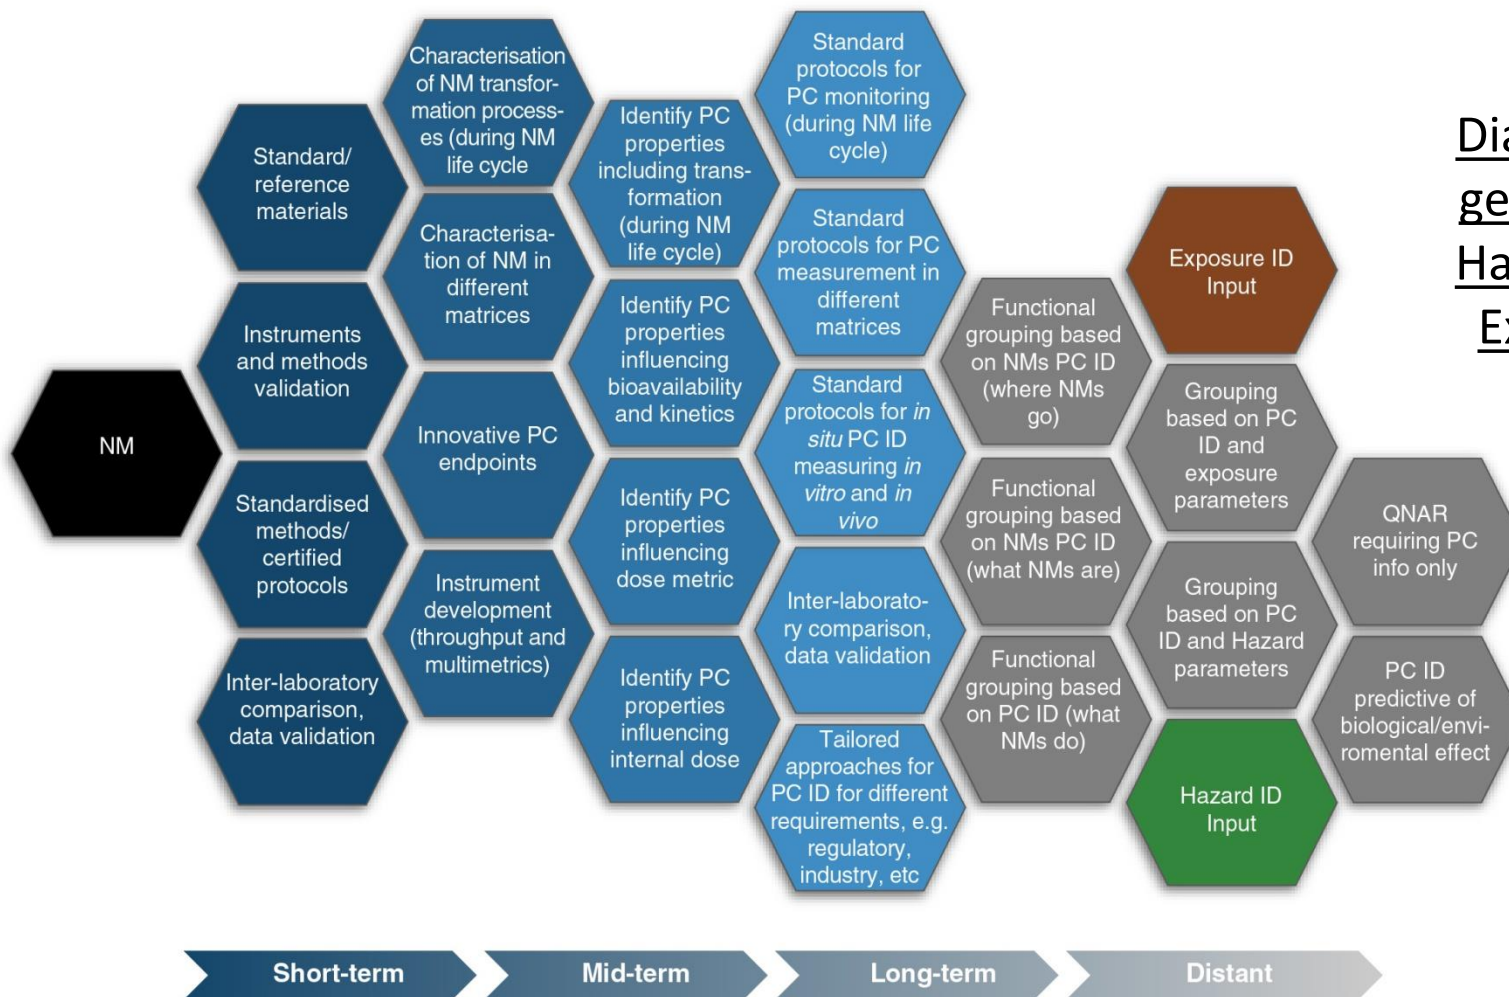 NM
Standard/
reference
materials
Instruments
and methods
validation
Standardised
methods/
certified
protocols
Inter-laboratory
comparison,
data validation
Characterisation
of NM transfor-
mation process-
es (during NM
life cycle
Characterisa-
tion of NM in
different
matrices
Innovative PC
endpoints
Instrument
development
(throughput and
multimetrics)
Identify PC
properties
including trans-
formation
(during NM
life cycle)
Identify PC
properties
influencing
bioavailability
and kinetics
Identify PC
properties
influencing
dose metric
Identify PC
properties
influencing
internal dose
Standard
protocols for
PC monitoring
(during NM life
cycle)
Standard
protocols for PC
measurement in
different
matrices
Standard
protocols for in
situ PC ID
measuring in
vitro and in
vivo
Inter-laborato-
ry comparison,
data validation
Tailored
approaches for
PC ID for different
requirements, e.g.
regulatory,
industry, etc
Functional
grouping based
on NMs PC ID
(where NMs
go)
Functional
grouping based
on NMs PC ID
(what NMs are)
Functional
grouping based
on PC ID (what
NMs do)
Exposure ID
Input
Grouping
based on PC
ID and
exposure
parameters
Grouping
based on PC
ID and Hazard
parameters
Hazard ID
Input
QNAR
requiring PC
info only
PC ID
predictive of
biological/envi-
romental effect
Dia
ge
Ha
Ex
Short-term
Mid-term
Long-term
Distant